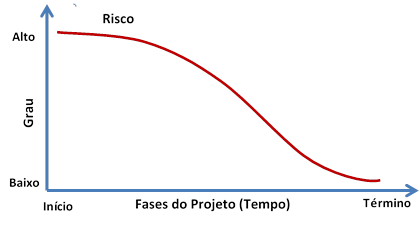 Risco
Alto
Grau
Baixo
Início
Fases do Projeto (Tempo)
Término